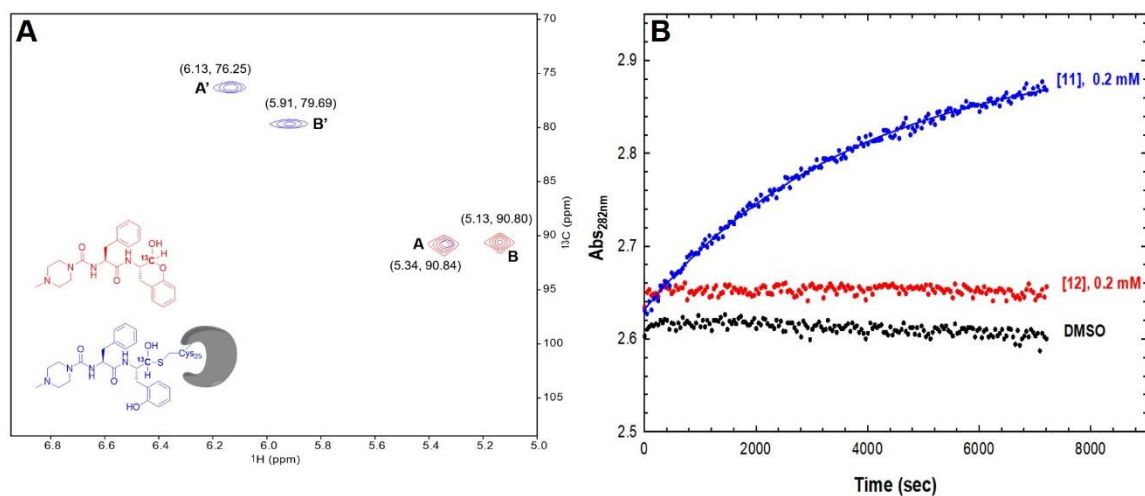 A
(6.13, 76.25)
A'
(5.91, 79.69)
B'
(5.13, 90.80)
A
B
(5.34, 90.84)
70
75
80
85
90
95
100
105
13C (ppm)
6.8
6.6
6.4
6.2
6.0
5.8
5.6
5.4
5.2
5.0
1H (ppm)
OH
13C
H
O
N
H
O
HN
O
N
N
OH
13C
S
Cys25
H
HN
O
N
H
O
N
N
HO
B
[11], 0.2 mM
[12], 0.2 mM
DMSO
2.9
2.8
2.7
2.6
2.5
Abs282nm
0
2000
4000
6000
8000
Time (sec)